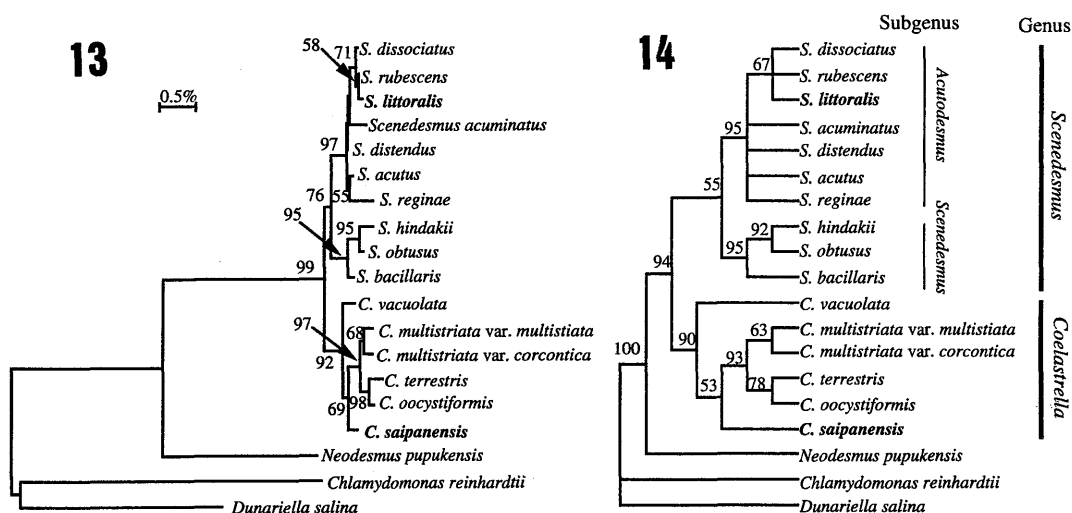 13
0.5%
58
71
S. dissociatus
S. rubescens
S. littoralis
Scenedesmus acuminatus
97
S. distendus
S. acutus
76
55
S. reginae
95
95
S. hindakii
S. obtusus
99
S. bacillaris
C. vacuolata
97
68
C. multistriata var. multistiata
C. multistriata var. corcontica
92
C. terrestris
98
C. oocystiformis
69
C. saipanensis
Neodesmus pupukensis
Chlamydomonas reinhardtii
Dunariella salina
14
Subgenus
Genus
67
S. dissociatus
S. rubescens
S. littoralis
95
S. acuminatus
S. distendus
S. acutus
55
S. reginae
92
S. hindakii
95
S. obtusus
94
S. bacillaris
C. vacuolata
63
C. multistriata var. multistiata
90
93
C. multistriata var. corcontica
100
78
C. terrestris
53
C. oocystiformis
C. saipanensis
Neodesmus pupukensis
Chlamydomonas reinhardtii
Dunariella salina
Acutodesmus
Scenedesmus
Scenedesmus
Coelastrella